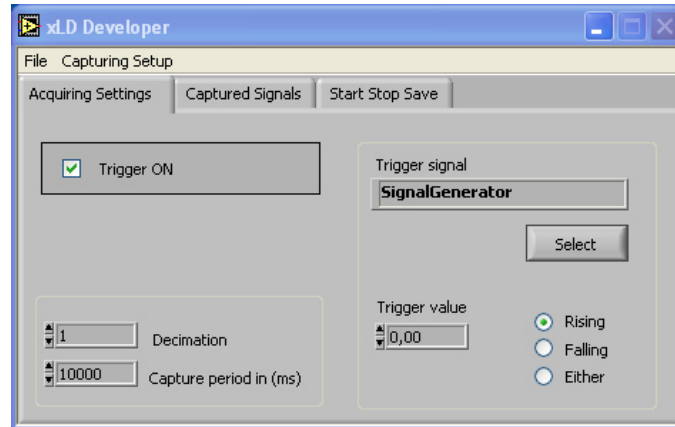 xLD Developer
File Capturing Setup
Acquiring Settings Captured Signals Start Stop Save
Trigger ON
Trigger signal
SignalGenerator
Select
Trigger value
0,00
Rising
Falling
Either
1 Decimation
10000 Capture period in (ms)